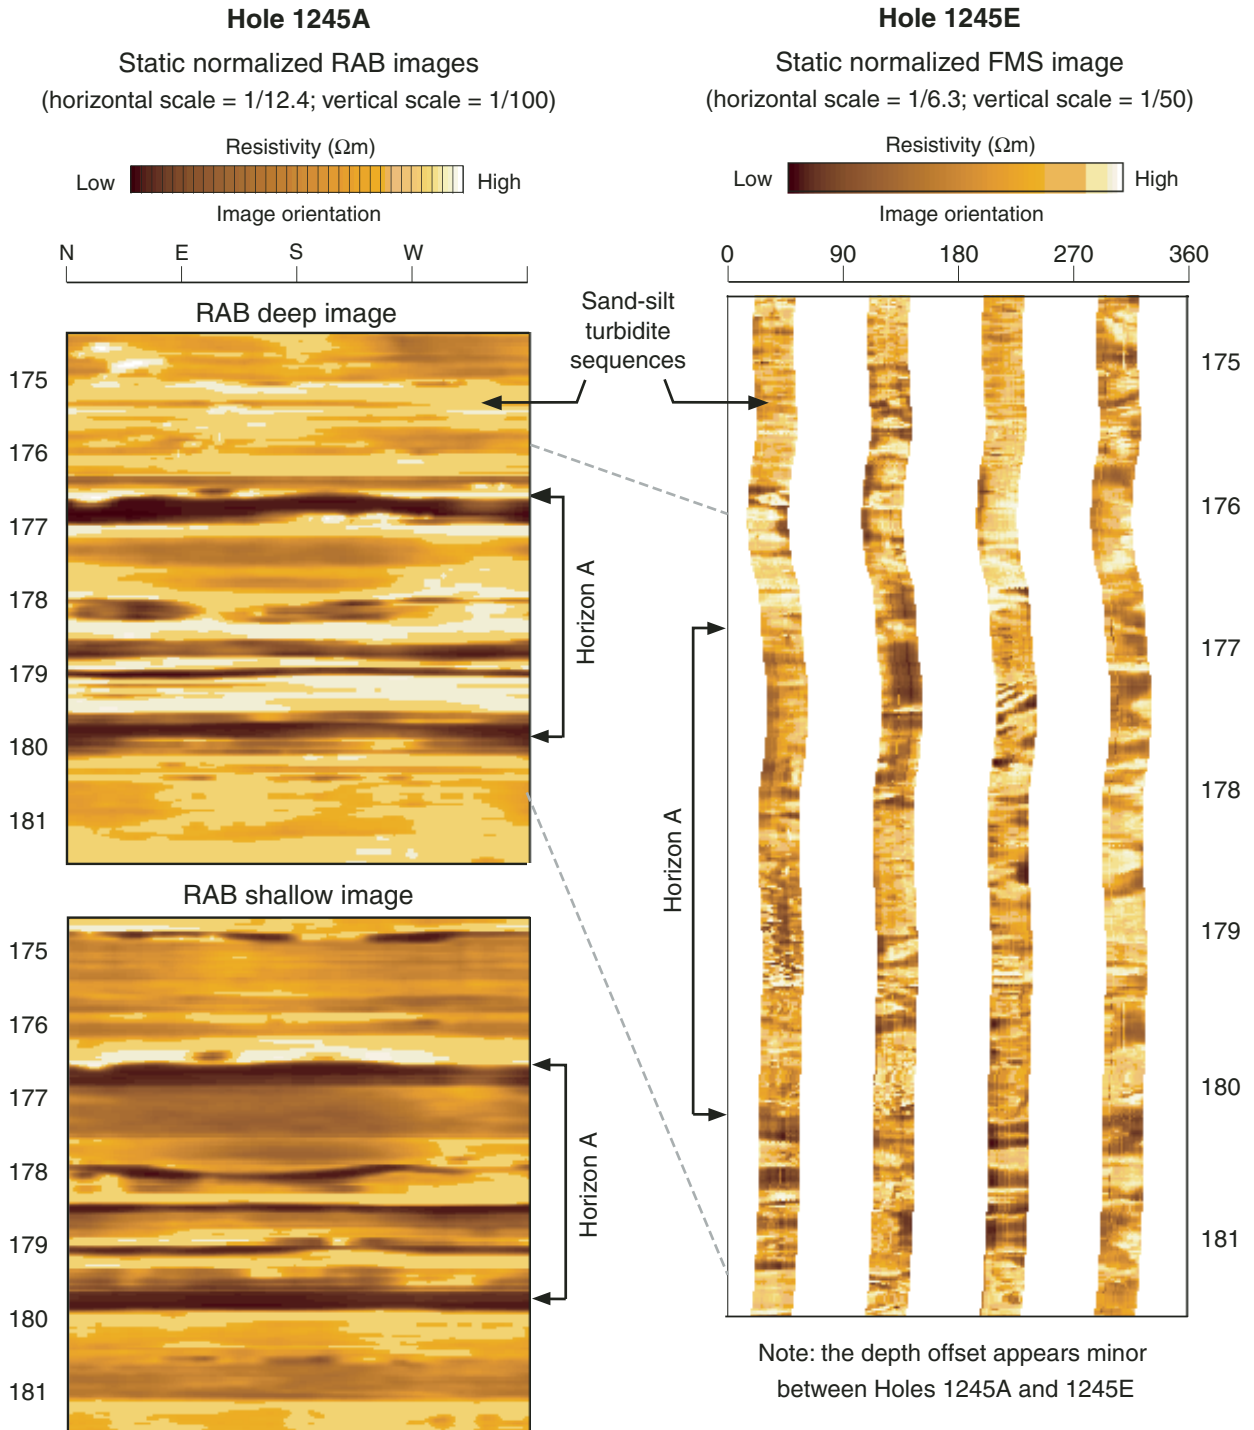 Hole 1245A
Static normalized RAB images
(horizontal scale = 1/12.4; vertical scale = 1/100)
Resistivity (Ωm)
Low
High
Image orientation
N
E
S
W
RAB deep image
175
176
177
178
179
180
181
Horizon A
RAB shallow image
175
176
177
178
179
180
181
Horizon A
Sand-silt
turbidite
sequences
Hole 1245E
Static normalized FMS image
(horizontal scale = 1/6.3; vertical scale = 1/50)
Resistivity (Ωm)
Low
High
Image orientation
0
90
180
270
360
175
176
177
178
179
180
181
Horizon A
Note: the depth offset appears minor
between Holes 1245A and 1245E